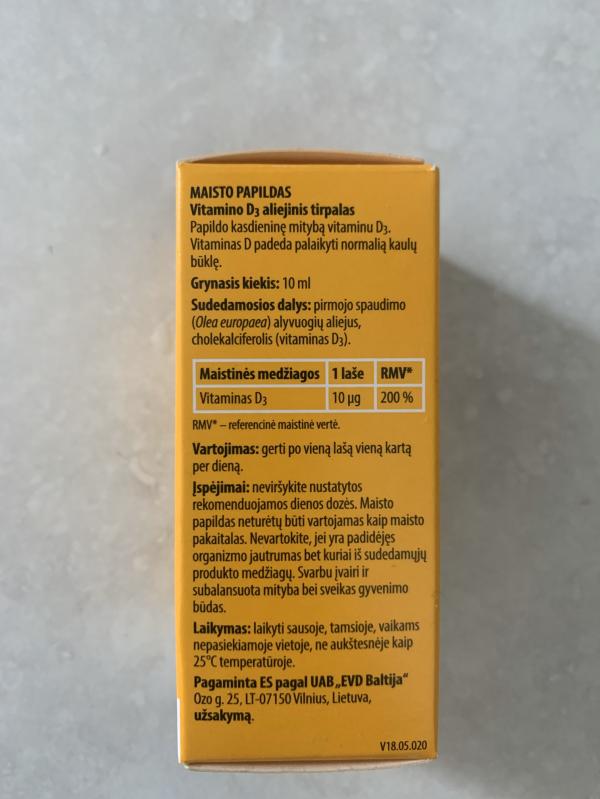 MAISTO PAPILDAS
Vitamino D3 aliejinis tirpalas
Papildo kasdieninę mitybą vitaminu D3.
Vitaminas D padeda palaikyti normalią kaulų
būklę.
Grynasis kiekis: 10 ml
Sudedamosios dalys: pirmojo spaudimo
(Olea europaea) alyvuogių aliejus,
cholekalciferolis (vitaminas D3).
Maistinės medžiagos 1 laše RMV*
Vitaminas D3 10 µg 200 %
RMV* – referencinė maistinė vertė.
Vartojimas: gerti po vieną lašą vieną kartą
per dieną.
Įspėjimai: neviršykite nustatytos
rekomenduojamos dienos dozės. Maisto
papildas neturėtų būti vartojamas kaip maisto
pakaitalas. Nevartokite, jei yra padidėjęs
organizmo jautrumas bet kuriai iš sudedamųjų
produkto medžiagų. Svarbu įvairi ir
subalansuota mityba bei sveikas gyvenimo
būdas.
Laikymas: laikyti sausoje, tamsioje, vaikams
nepasiekiamoje vietoje, ne aukštesnėje kaip
25°C temperatūroje.
Pagaminta ES pagal UAB „EVD Baltija“
Ozo g. 25, LT-07150 Vilnius, Lietuva,
užsakymą.
V18.05.020